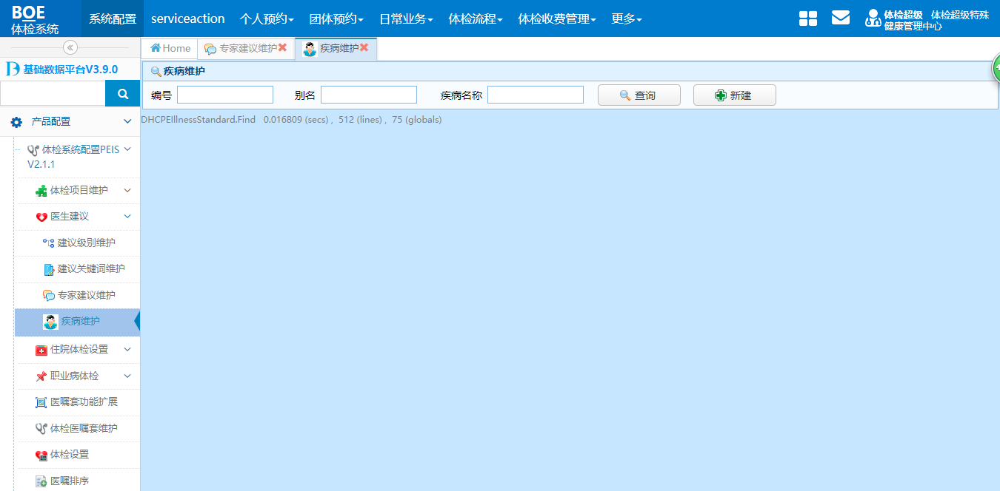 BOE
体检系统
系统配置
serviceaction
个人预约
团体预约
日常业务
体检流程
体检收费管理
更多
体检超级 体检超级特殊
健康管理中心
基础数据平台V3.9.0
产品配置
体检系统配置PEIS
V2.1.1
体检项目维护
医生建议
建议级别维护
建议关键词维护
专家建议维护
疾病维护
住院体检设置
职业病体检
医嘱套功能扩展
体检医嘱套维护
体检设置
医嘱排序
Home
专家建议维护
疾病维护
疾病维护
编号
别名
疾病名称
查询
新建
DHCPEIllnessStandard.Find 0.016809 (secs) , 512 (lines) , 75 (globals)